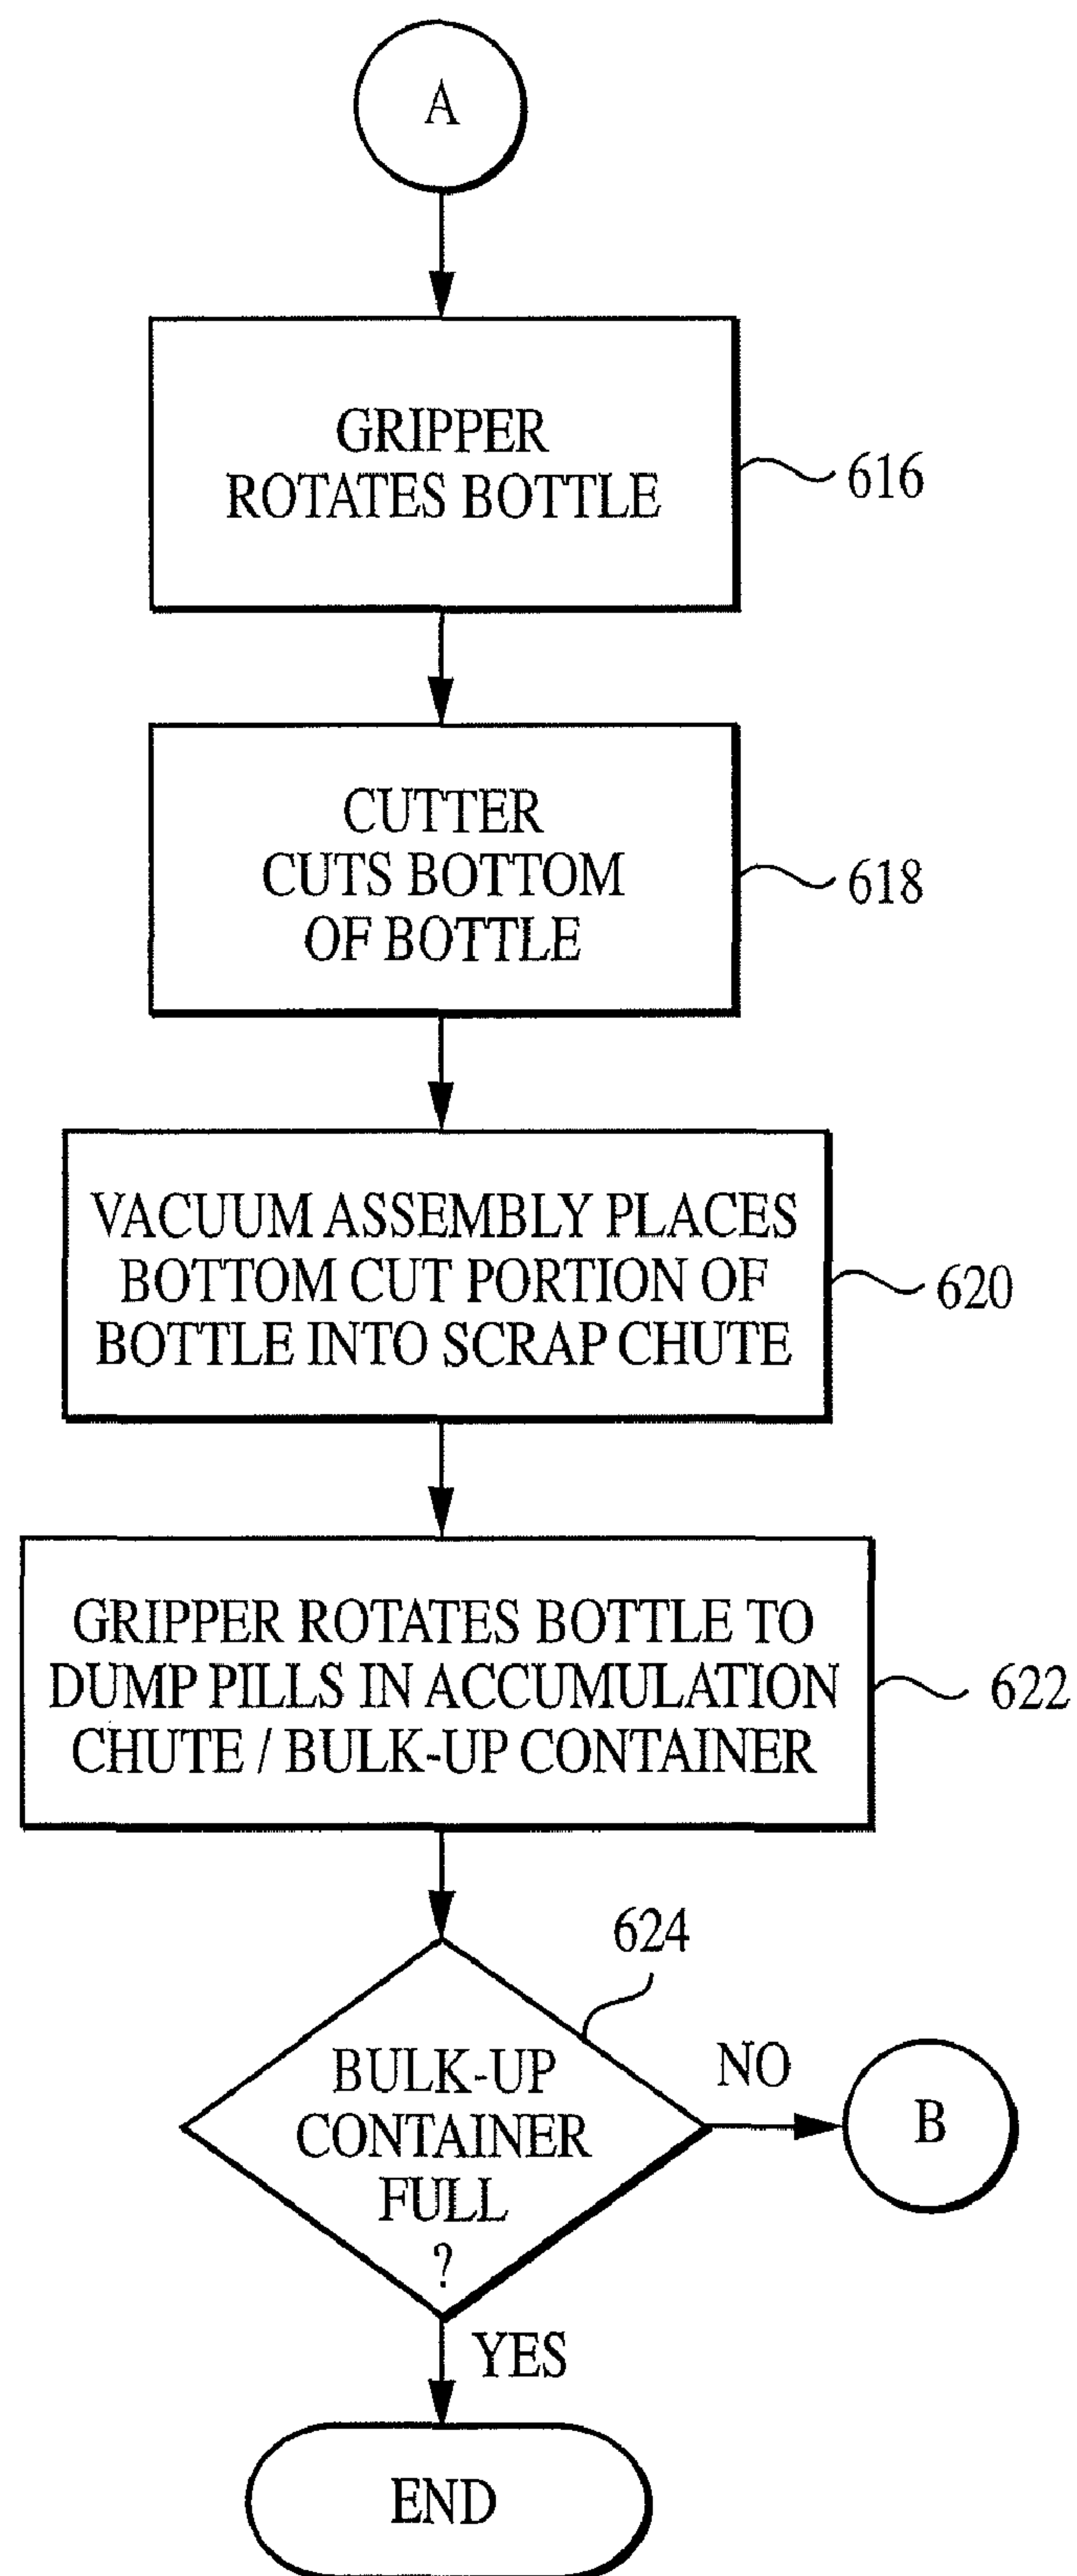 A
GRIPPER
ROTATES BOTTLE
616
CUTTER
CUTS BOTTOM
OF BOTTLE
618
VACUUM ASSEMBLY PLACES
BOTTOM CUT PORTION OF
BOTTLE INTO SCRAP CHUTE
620
GRIPPER ROTATES BOTTLE TO
DUMP PILLS IN ACCUMULATION
CHUTE / BULK-UP CONTAINER
622
624
BULK-UP
CONTAINER
FULL
?
NO
B
YES
END